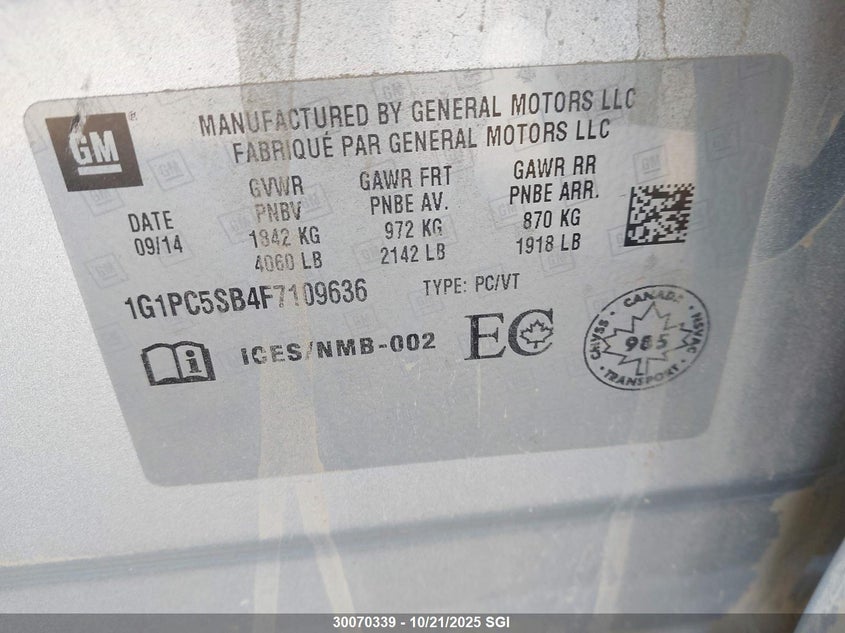 GM
MANUFACTURED BY GENERAL MOTORS LLC
FABRIQUÉ PAR GENERAL MOTORS LLC
DATE
09/14
GVWR
PNBV
1842 KG
4060 LB
GAWR FRT
PNBE AV.
972 KG
2142 LB
GAWR RR
PNBE ARR.
870 KG
1918 LB
1G1PC5SB4F7109636
TYPE: PC/VT
ICES/NMB-002
EC
CANADA
CMVSS
985
NSVAC
TRANSPORT
30070339 - 10/21/2025 SGI